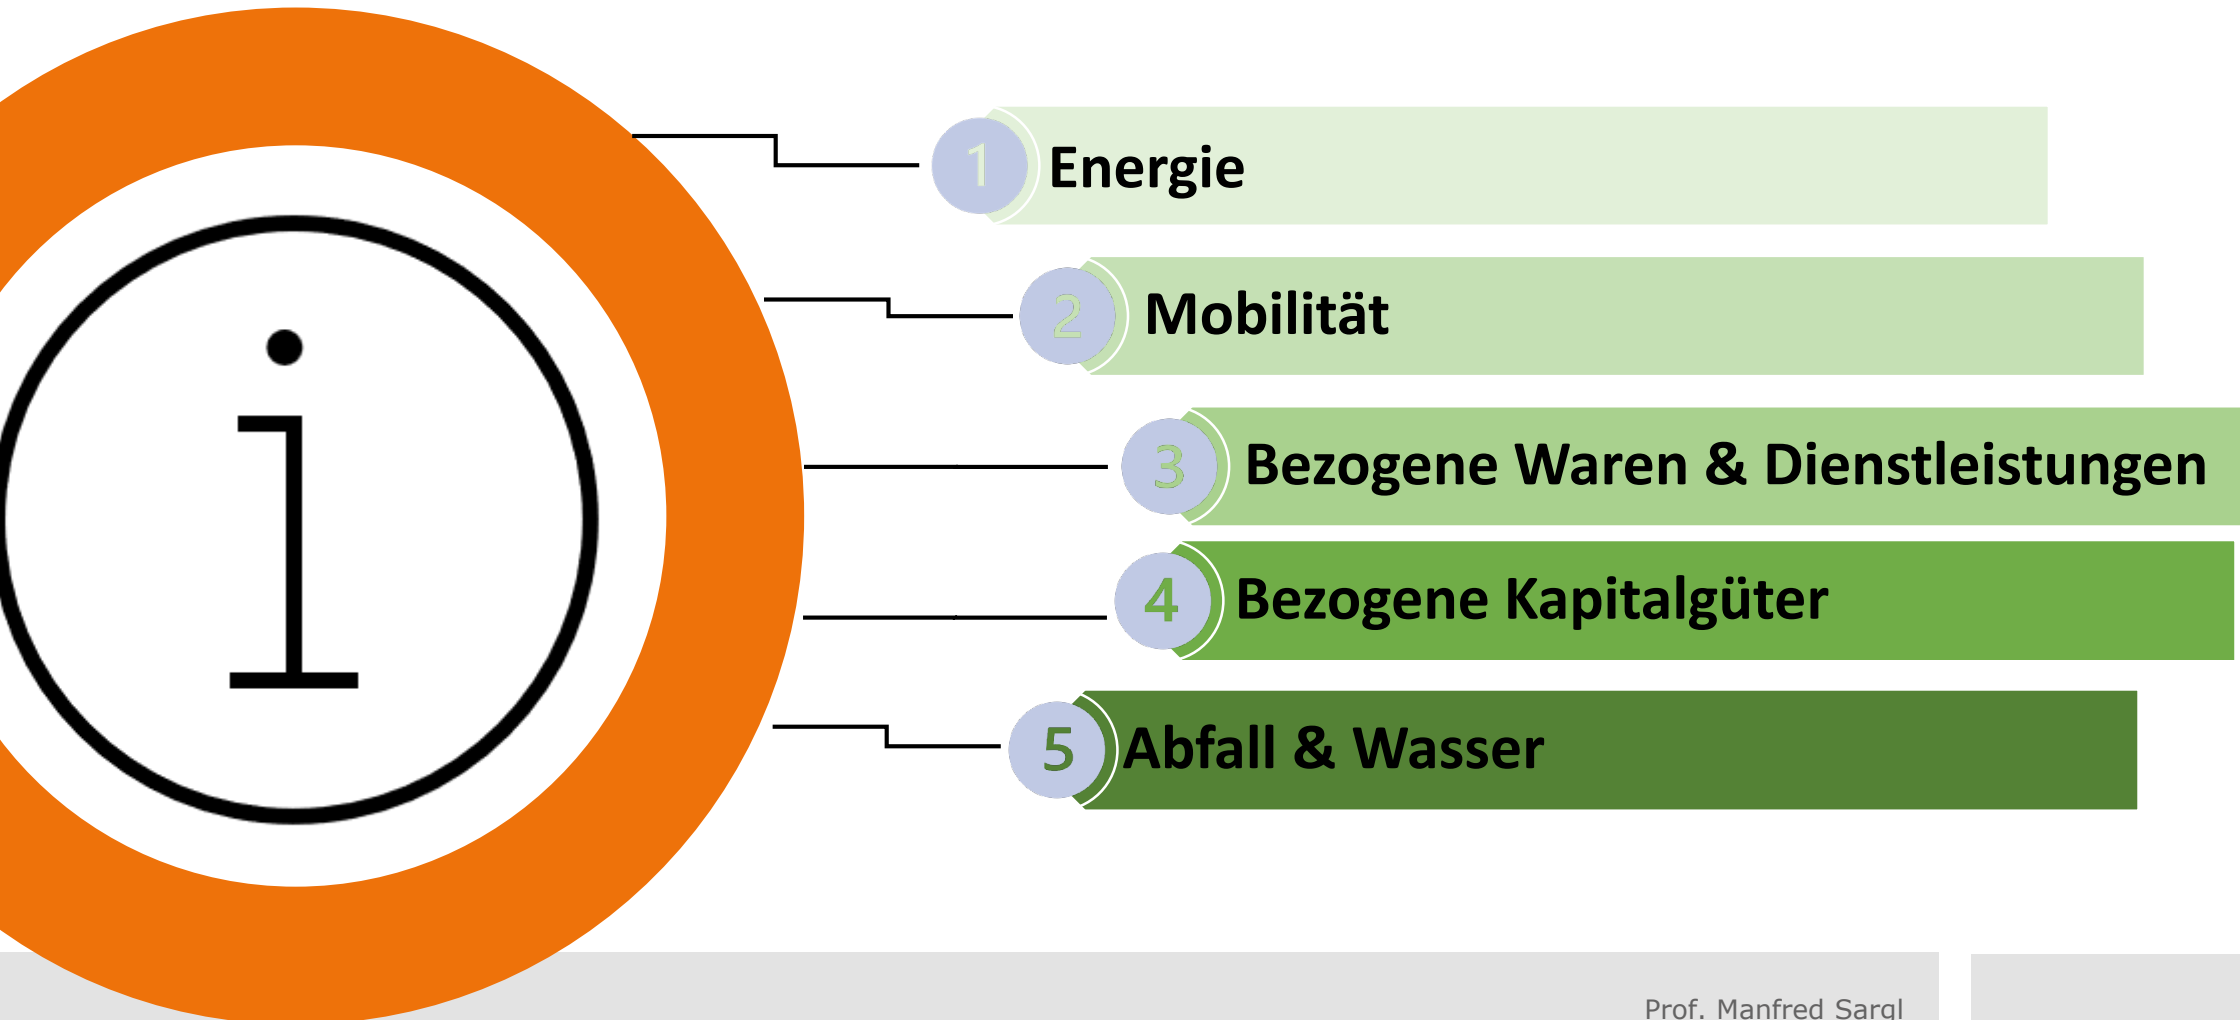 i
1 Energie
2 Mobilität
3 Bezogene Waren & Dienstleistungen
4 Bezogene Kapitalgüter
5 Abfall & Wasser
Prof. Manfred Sargl